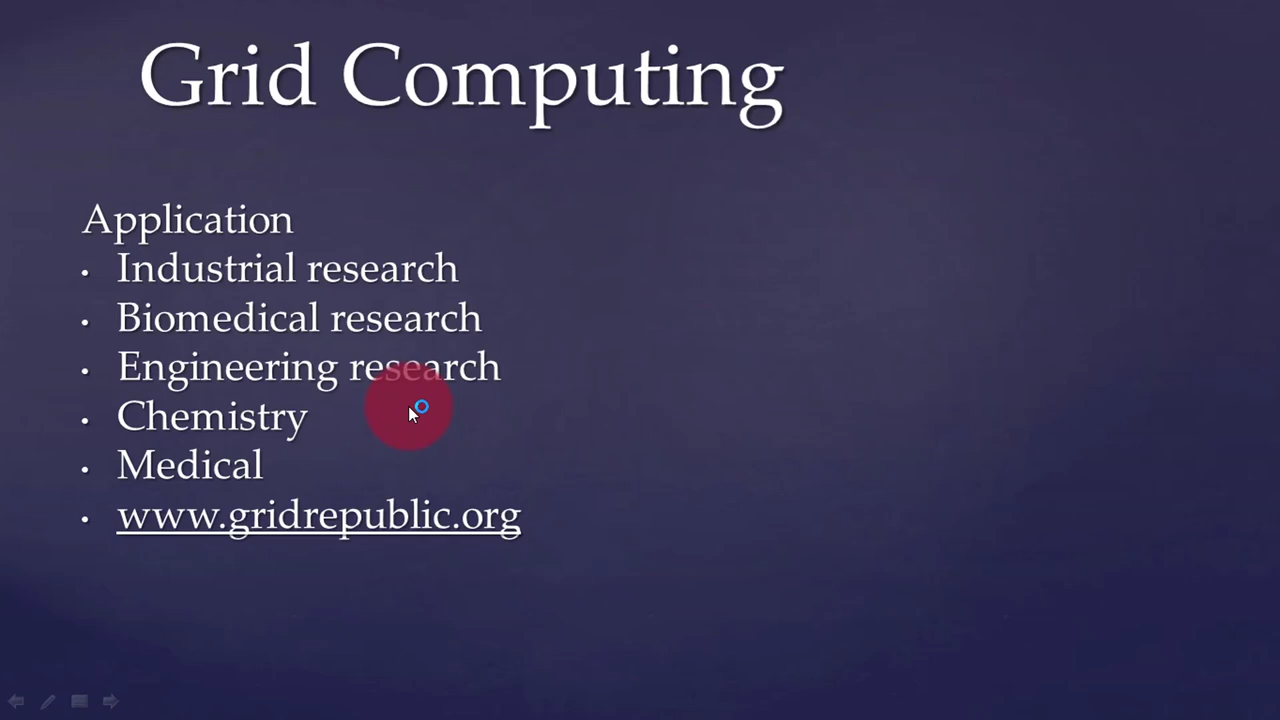 Grid Computing
Application
• Industrial research
• Biomedical research
• Engineering research
• Chemistry
• Medical
• www.gridrepublic.org